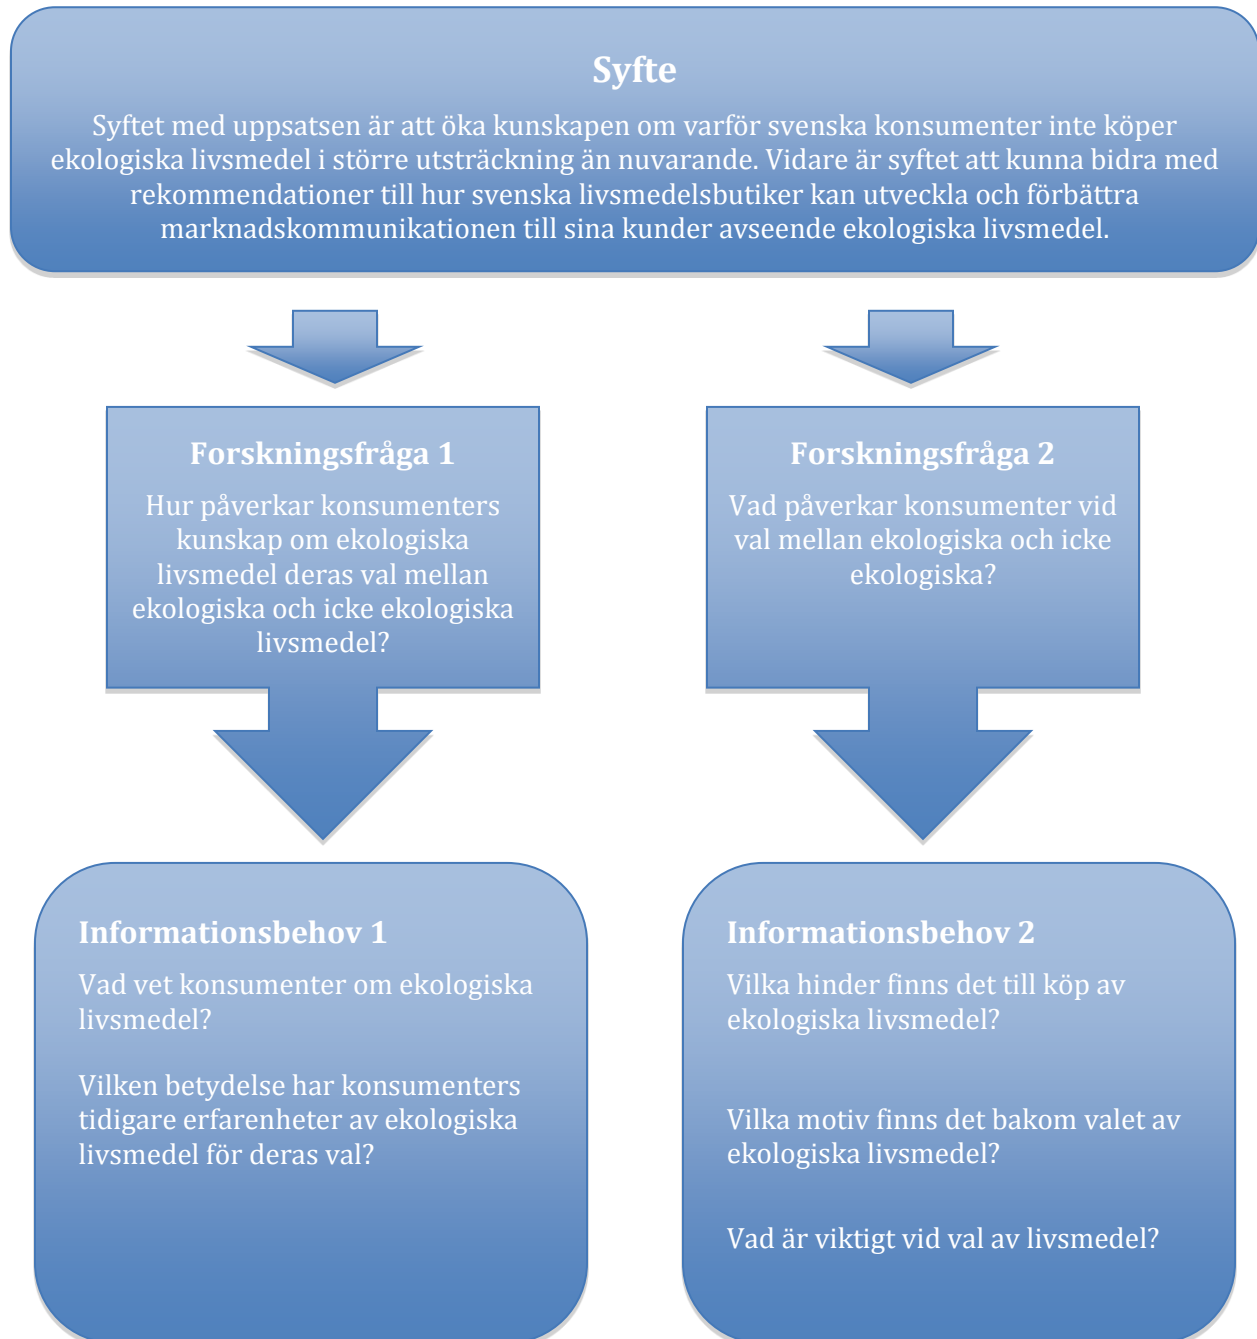 Syfte
Syftet med uppsatsen är att öka kunskapen om varför svenska konsumenter inte köper
ekologiska livsmedel i större utsträckning än nuvarande. Vidare är syftet att kunna bidra med
rekommendationer till hur svenska livsmedelsbutiker kan utveckla och förbättra
marknadskommunikationen till sina kunder avseende ekologiska livsmedel.
Forskningsfråga 1
Hur påverkar konsumenters
kunskap om ekologiska
livsmedel deras val mellan
ekologiska och icke ekologiska
livsmedel?
Forskningsfråga 2
Vad påverkar konsumenter vid
val mellan ekologiska och icke
ekologiska?
Informationsbehov 1
Vad vet konsumenter om ekologiska
livsmedel?
Vilken betydelse har konsumenters
tidigare erfarenheter av ekologiska
livsmedel för deras val?
Informationsbehov 2
Vilka hinder finns det till köp av
ekologiska livsmedel?
Vilka motiv finns det bakom valet av
ekologiska livsmedel?
Vad är viktigt vid val av livsmedel?